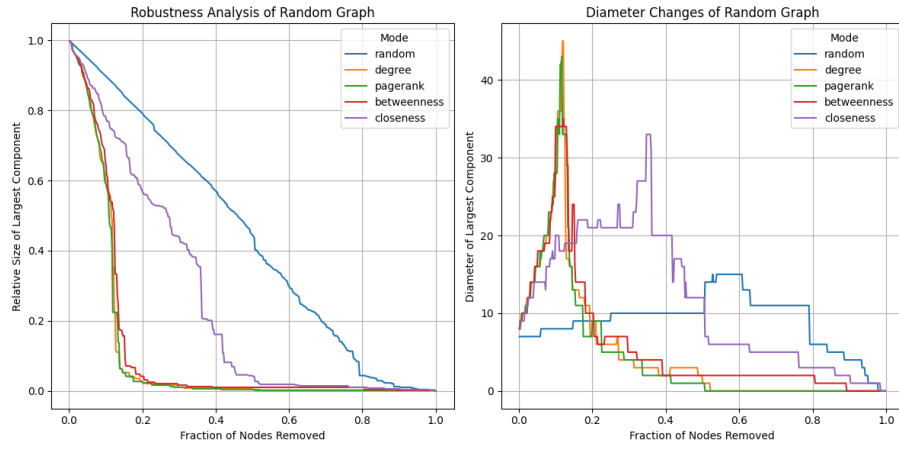 Robustness Analysis of Random Graph
Relative Size of Largest Component
1.0
0.8
0.6
0.4
0.2
0.0
0.0 0.2 0.4 0.6 0.8 1.0
Fraction of Nodes Removed
Mode
random
degree
pagerank
betweenness
closeness
Diameter Changes of Random Graph
Diameter of Largest Component
40
30
20
10
0
0.0 0.2 0.4 0.6 0.8 1.0
Fraction of Nodes Removed
Mode
random
degree
pagerank
betweenness
closeness